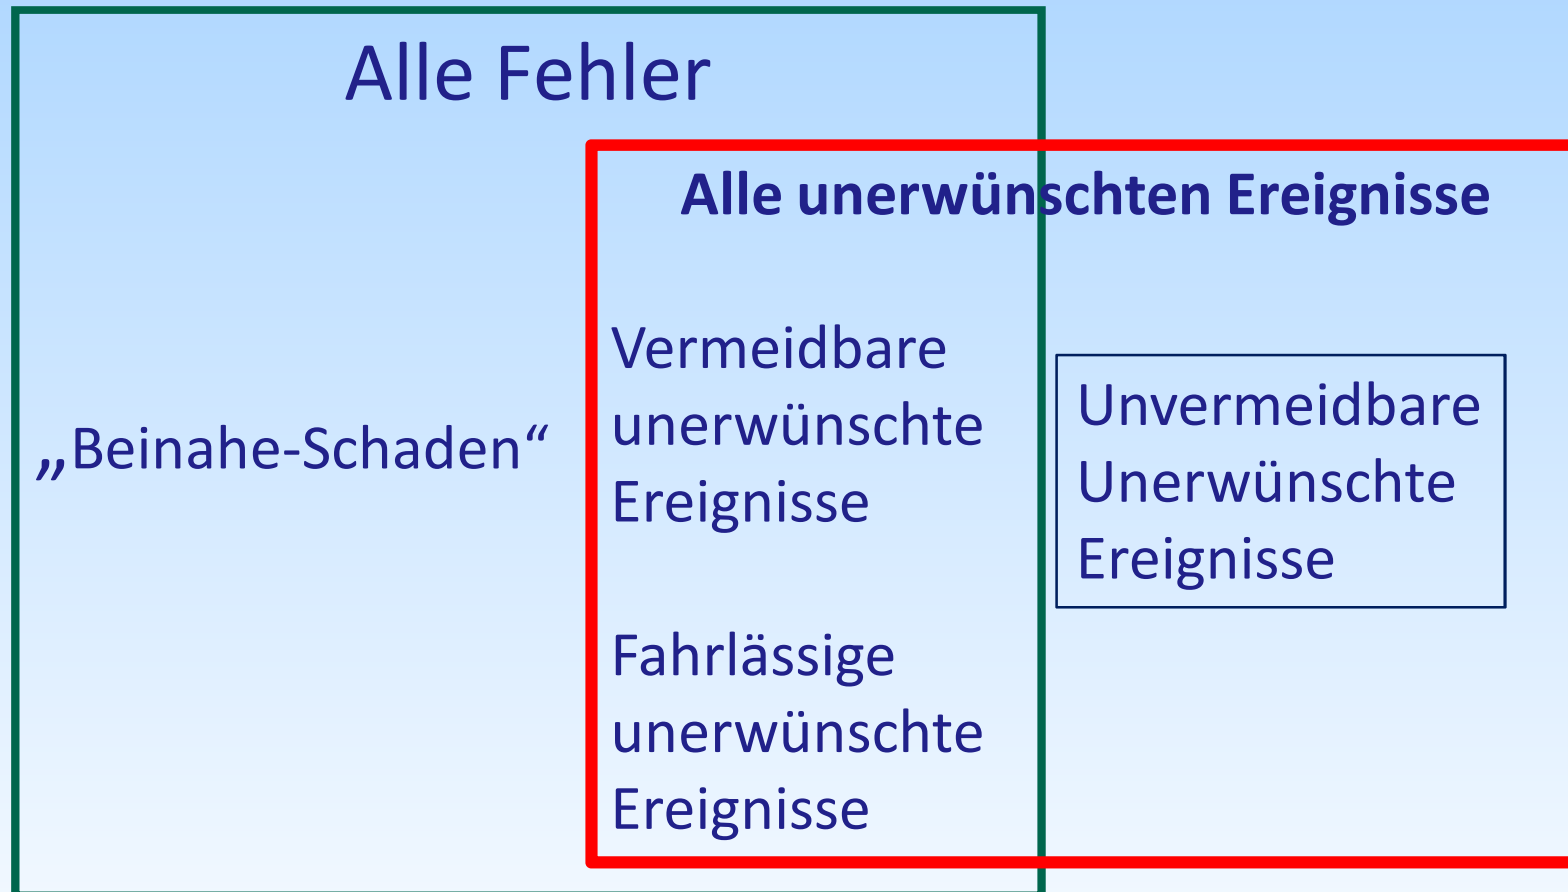 Alle Fehler
Alle unerwünschten Ereignisse
„Beinahe-Schaden“
Vermeidbare
unerwünschte
Ereignisse
Fahrlässige
unerwünschte
Ereignisse
Unvermeidbare
Unerwünschte
Ereignisse